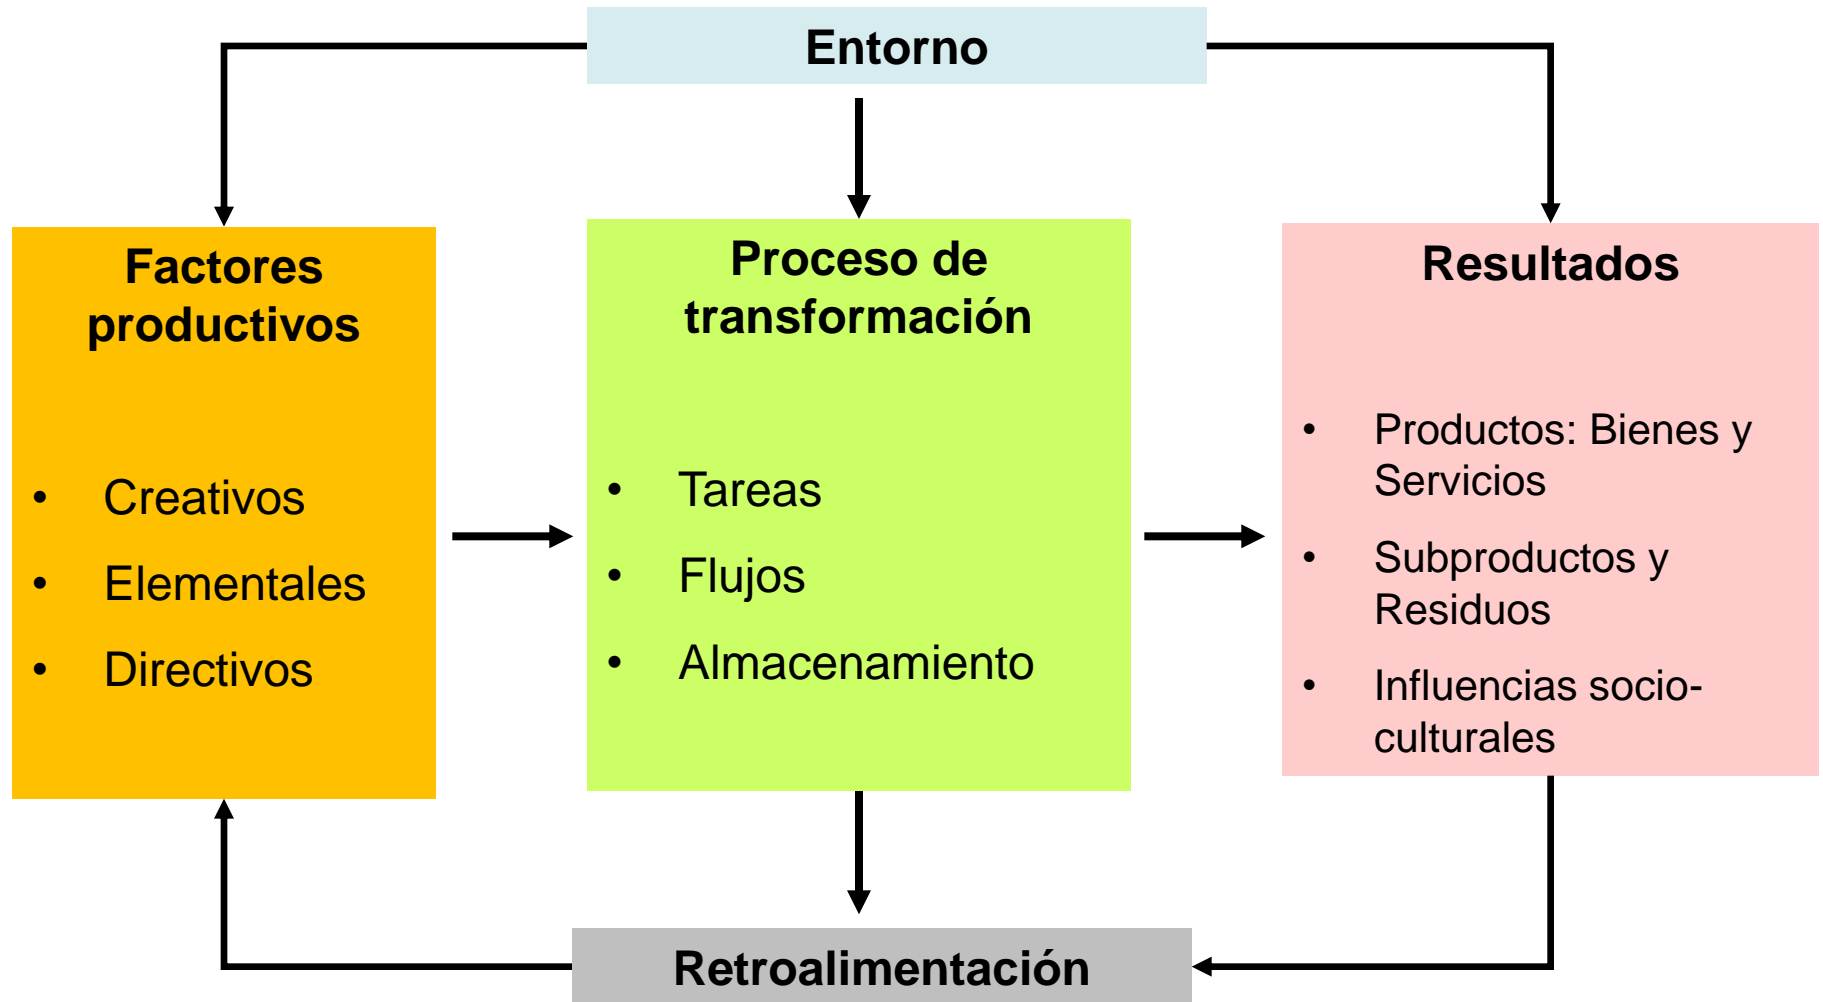 Entorno
Factores
productivos
• Creativos
• Elementales
• Directivos
Proceso de
transformación
• Tareas
• Flujos
• Almacenamiento
Resultados
• Productos: Bienes y
Servicios
• Subproductos y
Residuos
• Influencias socio-
culturales
Retroalimentación